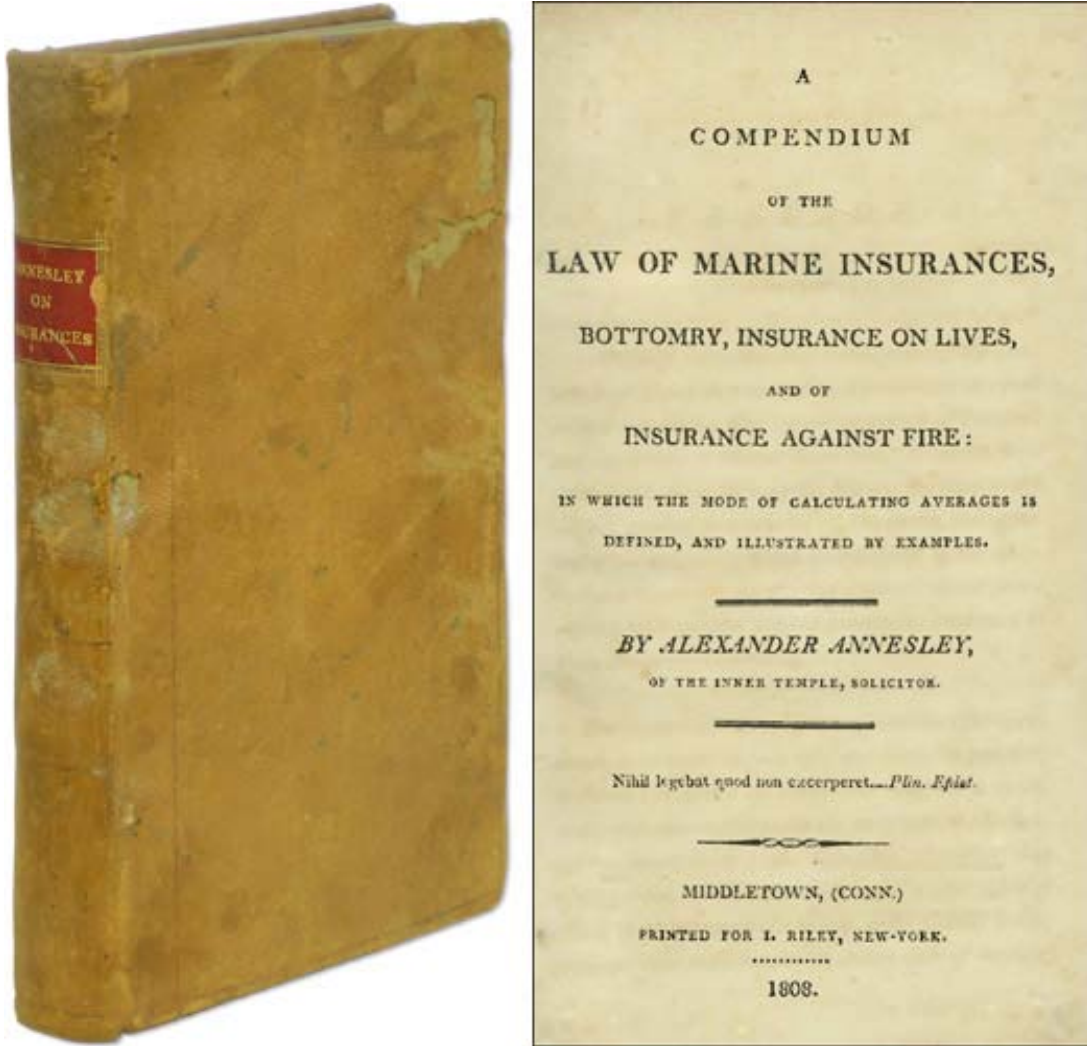 ANNESLEY
ON
INSURANCES
A
COMPENDIUM
OF THE
LAW OF MARINE INSURANCES,
BOTTOMRY, INSURANCE ON LIVES,
AND OF
INSURANCE AGAINST FIRE:
IN WHICH THE MODE OF CALCULATING AVERAGES IS
DEFINED, AND ILLUSTRATED BY EXAMPLES.
BY ALEXANDER ANNESLEY,
OF THE INNER TEMPLE, SOLICITOR.
Nihil legebat quod non excerperet....Plin. Epist.
MIDDLETOWN, (CONN.)
PRINTED FOR I. RILEY, NEW-YORK.
............
1808.